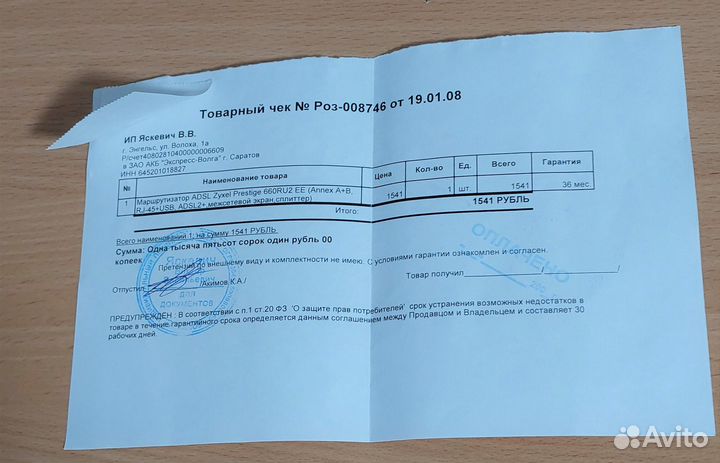 Товарный чек № Роз-008746 от 19.01.08
ИП Яскевич В.В.
г. Энгельс, ул. Волоха, 1а
Р/счет40802810400000006609
в ЗАО АКБ "Экспресс-Волга" г. Саратов
ИНН 645201018827
№ Наименование товара Цена Кол-во Ед. Всего Гарантия
1 Маршрутизатор ADSL Zyxel Prestige 660RU2 EE (Annex A+B, RJ-45+USB, ADSL2+,межсетевой экран,сплиттер) 1541 1 шт. 1541 36 мес.
Итого: 1541 РУБЛЬ
Всего наименований 1, на сумму 1541 РУБЛЬ
Сумма: Одна тысяча пятьсот сорок один рубль 00
копеек
Претензий по внешнему виду и комплектности не имею. С условиями гарантии ознакомлен и согласен.
Отпустил /Акимов К.А./
Товар получил / /
ОПЛАЧЕНО
200
Яскевич
ДЛЯ
ДОКУМЕНТОВ
ПРЕДУПРЕЖДЕН : В соответствии с п.1 ст.20 ФЗ 'О защите прав потребителей' срок устранения возможных недостатков в
товаре в течение гарантийного срока определяется данным соглашением между Продавцом и Владельцем и составляет 30
рабочих дней.
Avito